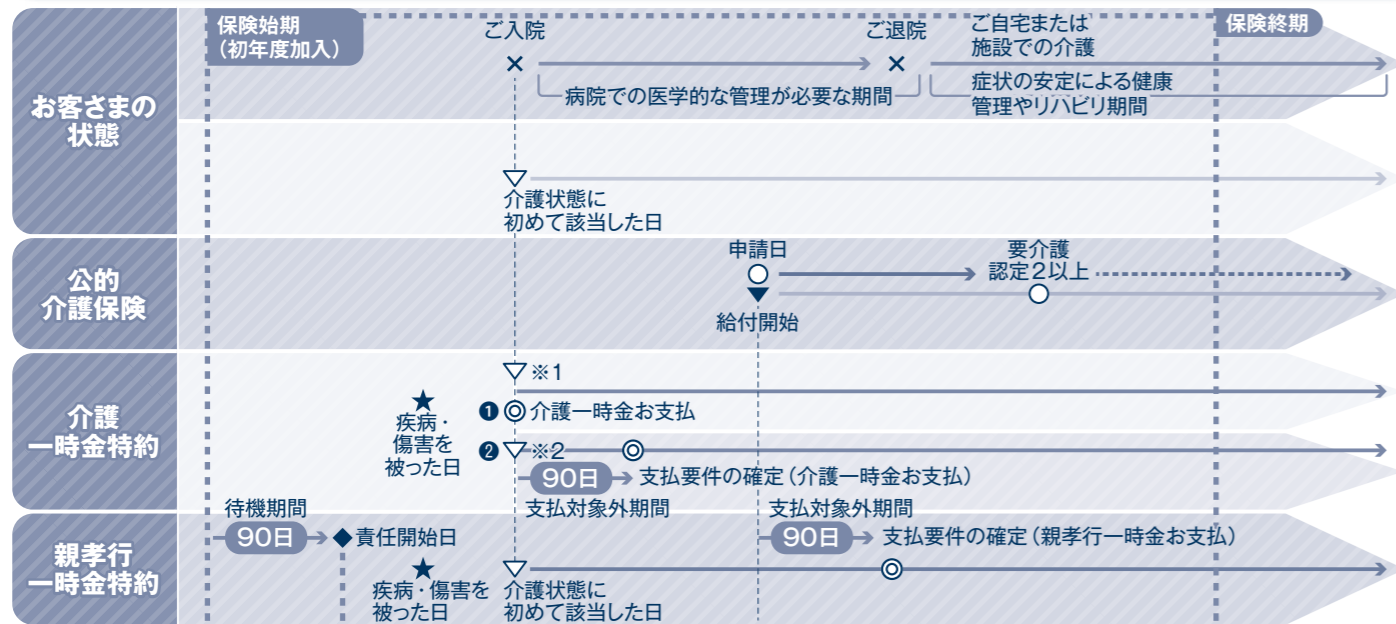 お客さまの
状態
保険始期
（初年度加入）
ご入院
ご退院
ご自宅または
施設での介護
保険終期
病院での医学的な管理が必要な期間
症状の安定による健康
管理やリハビリ期間
介護状態に
初めて該当した日
公的
介護保険
申請日
要介護
認定2以上
給付開始
介護
一時金特約
※1
★
疾病・
傷害を
被った日
❶◎介護一時金お支払
❷ ※2
90日 支払要件の確定（介護一時金お支払）
支払対象外期間
親孝行
一時金特約
待機期間
90日 ◆責任開始日
支払対象外期間
90日 支払要件の確定（親孝行一時金お支払）
★
疾病・傷害を
被った日
介護状態に
初めて該当した日